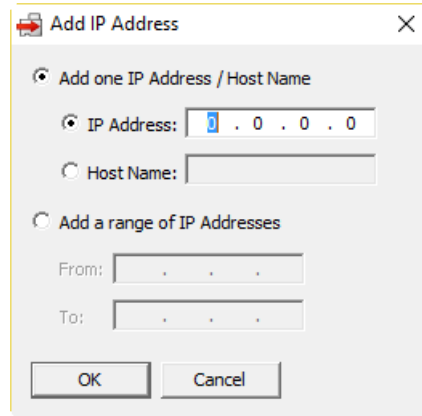 Add IP Address
Add one IP Address / Host Name
IP Address: 0 . 0 . 0 . 0
Host Name:
Add a range of IP Addresses
From: . . .
To: . . .
OK Cancel